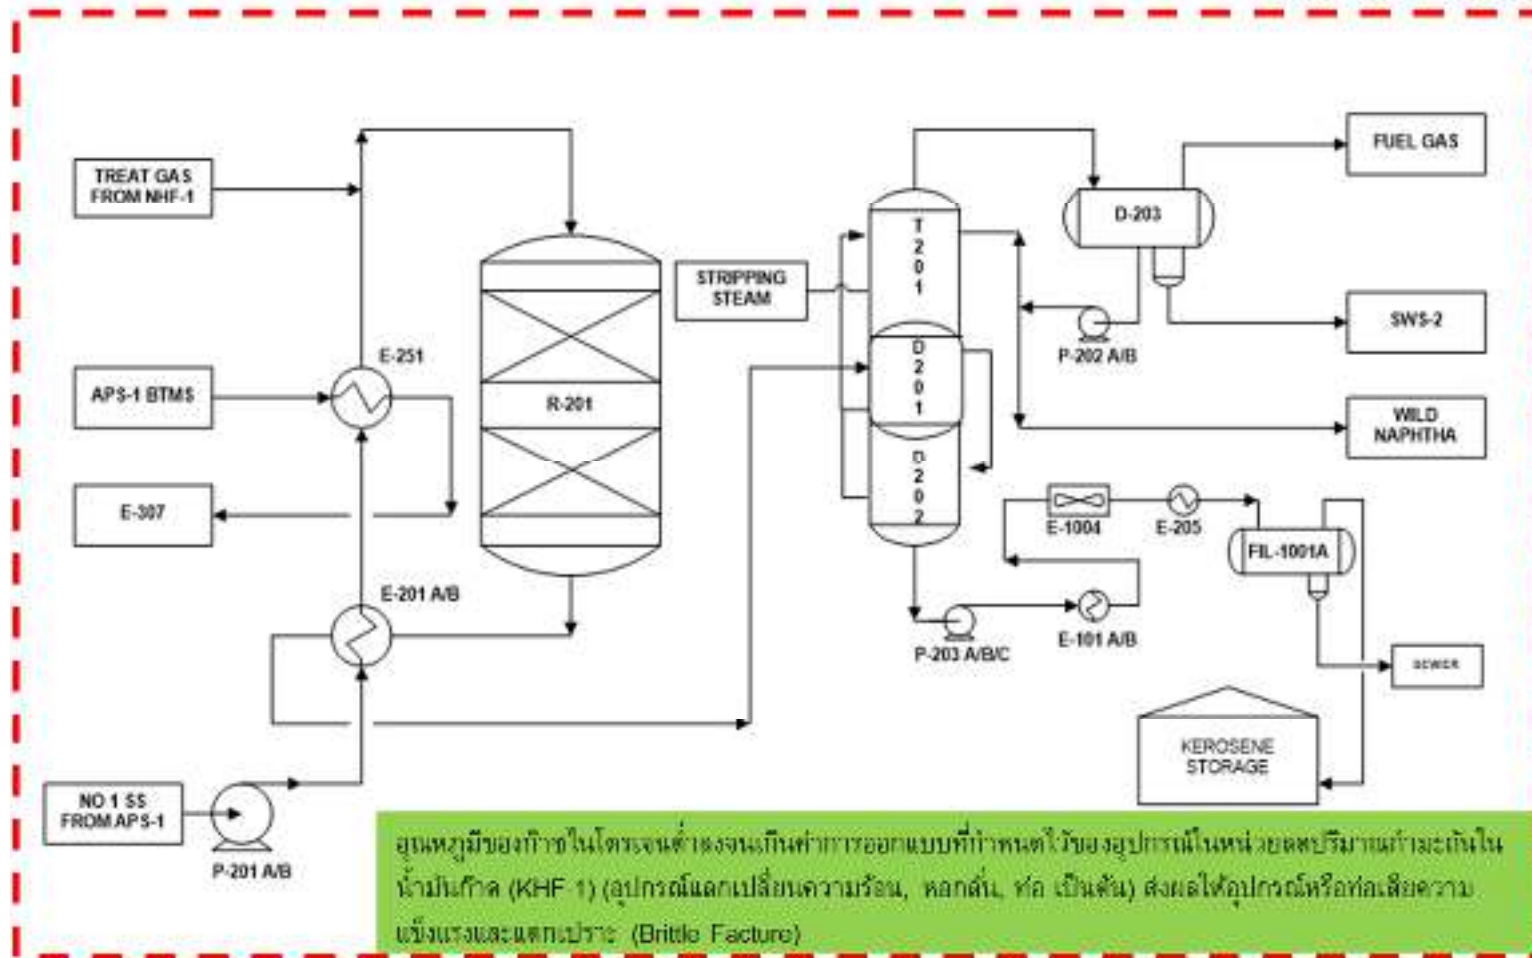 TREAT GAS
FROM NHF-1
FUEL GAS
D-203
T201
STRIPPING
STEAM
SWS-2
P-202 A/B
E-251
D201
APS-1 BTMS
R-201
WILD
NAPHTHA
D202
E-307
E-1004
E-205
FIL-1001A
E-201 A/B
E-101 A/B
P-203 A/B/C
SEWER
KEROSENE
STORAGE
NO 1 SS
FROM APS-1
P-201 A/B
อุณหภูมิของก๊าซไนโตรเจนต่ำลงจนเกินค่าการออกแบบที่กำหนดไว้ของอุปกรณ์ในหน่วยลดปริมาณกำมะถันใน
น้ำมันก๊าด (KHF 1) (อุปกรณ์แลกเปลี่ยนความร้อน, หอกลั่น, ท่อ เป็นต้น) ส่งผลให้อุปกรณ์หรือท่อเสียความ
แข็งแรงและแตกเปราะ (Brittle Facture)